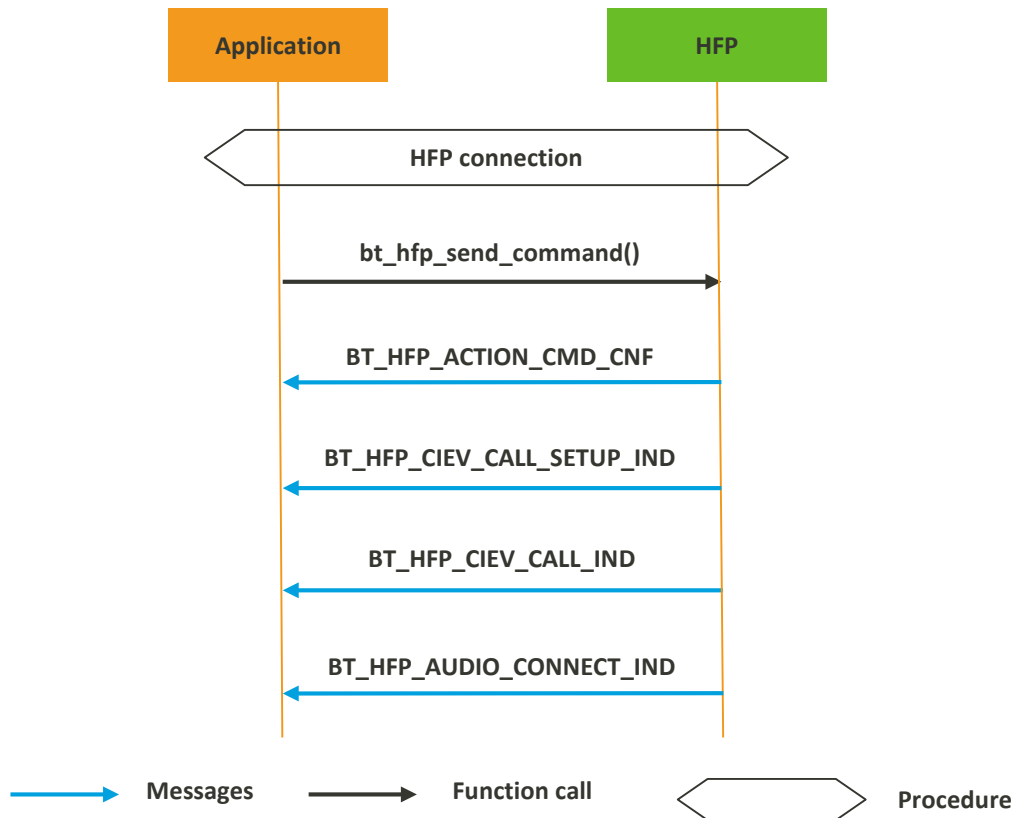 Application
HFP
HFP connection
bt_hfp_send_command()
BT_HFP_ACTION_CMD_CNF
BT_HFP_CIEV_CALL_SETUP_IND
BT_HFP_CIEV_CALL_IND
BT_HFP_AUDIO_CONNECT_IND
Messages
Function call
Procedure